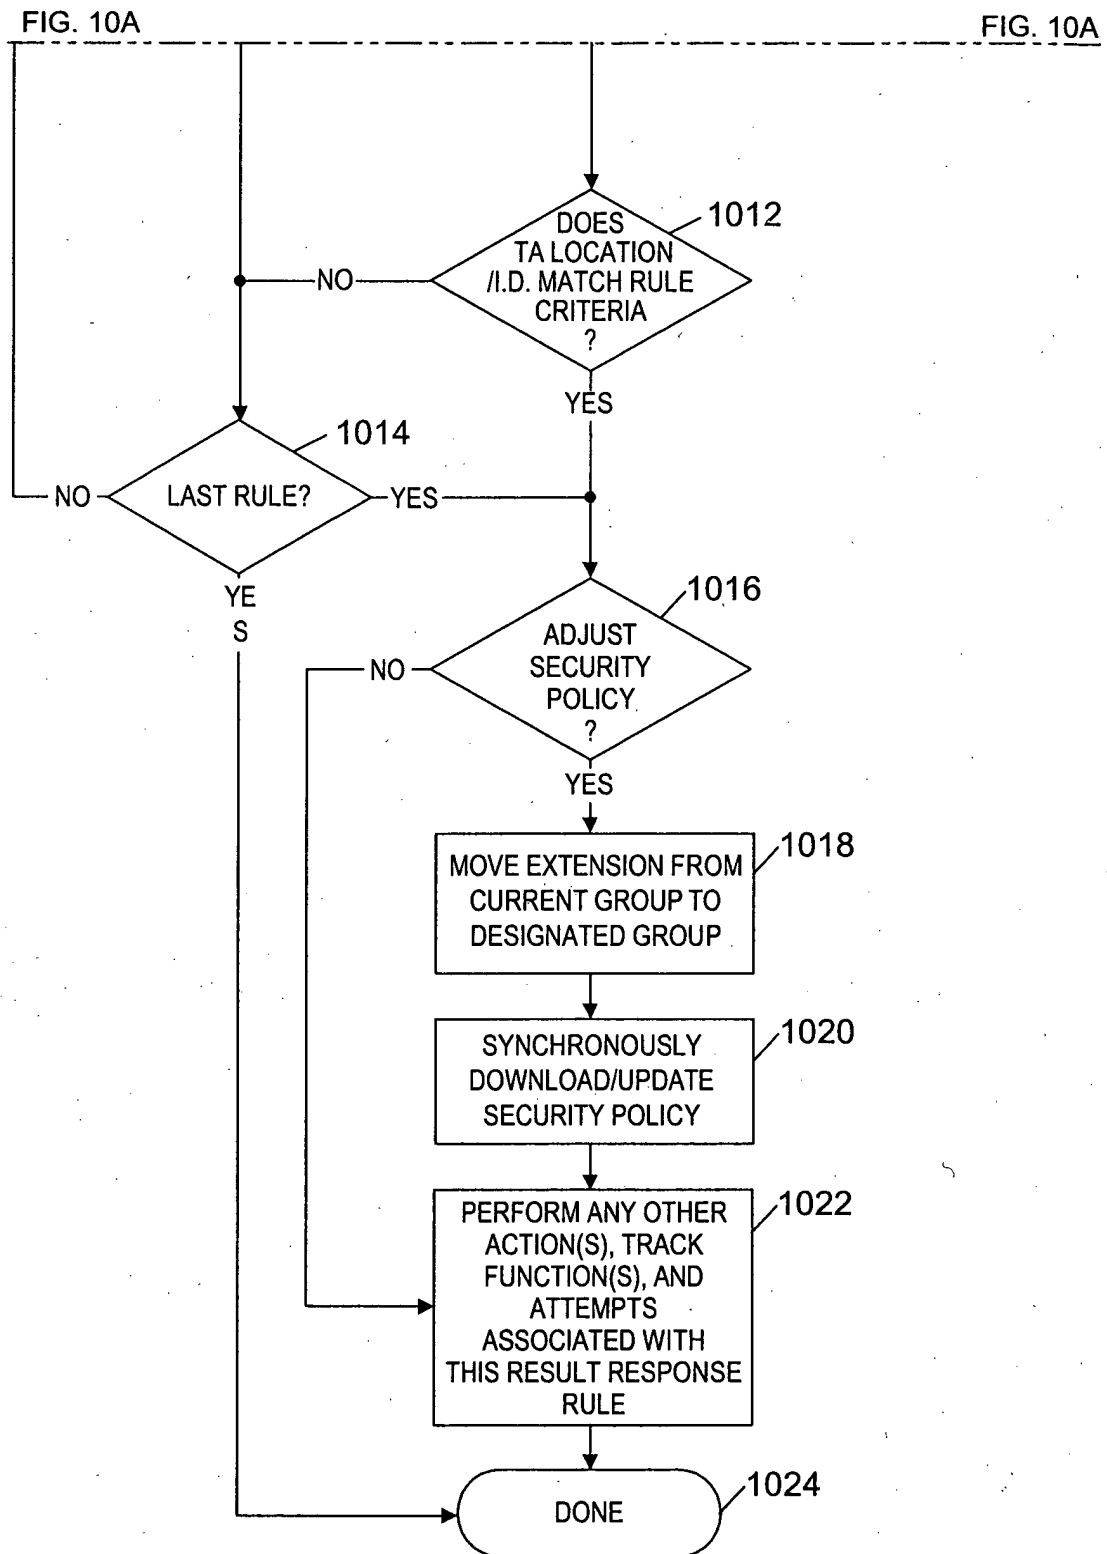 FIG. 10A
FIG. 10A
DOES
TA LOCATION
/I.D. MATCH RULE
CRITERIA
?
1012
NO
YES
1014
LAST RULE?
NO
YES
YE
S
1016
ADJUST
SECURITY
POLICY
?
NO
YES
1018
MOVE EXTENSION FROM
CURRENT GROUP TO
DESIGNATED GROUP
1020
SYNCHRONOUSLY
DOWNLOAD/UPDATE
SECURITY POLICY
1022
PERFORM ANY OTHER
ACTION(S), TRACK
FUNCTION(S), AND
ATTEMPTS
ASSOCIATED WITH
THIS RESULT RESPONSE
RULE
1024
DONE